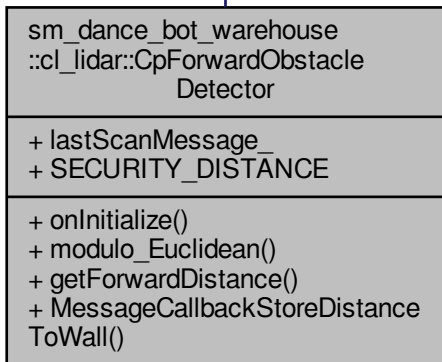 sm_dance_bot_warehouse
::cl_lidar::CpForwardObstacle
Detector
+ lastScanMessage_
+ SECURITY_DISTANCE
+ onInitialize()
+ modulo_Euclidean()
+ getForwardDistance()
+ MessageCallbackStoreDistance
ToWall()